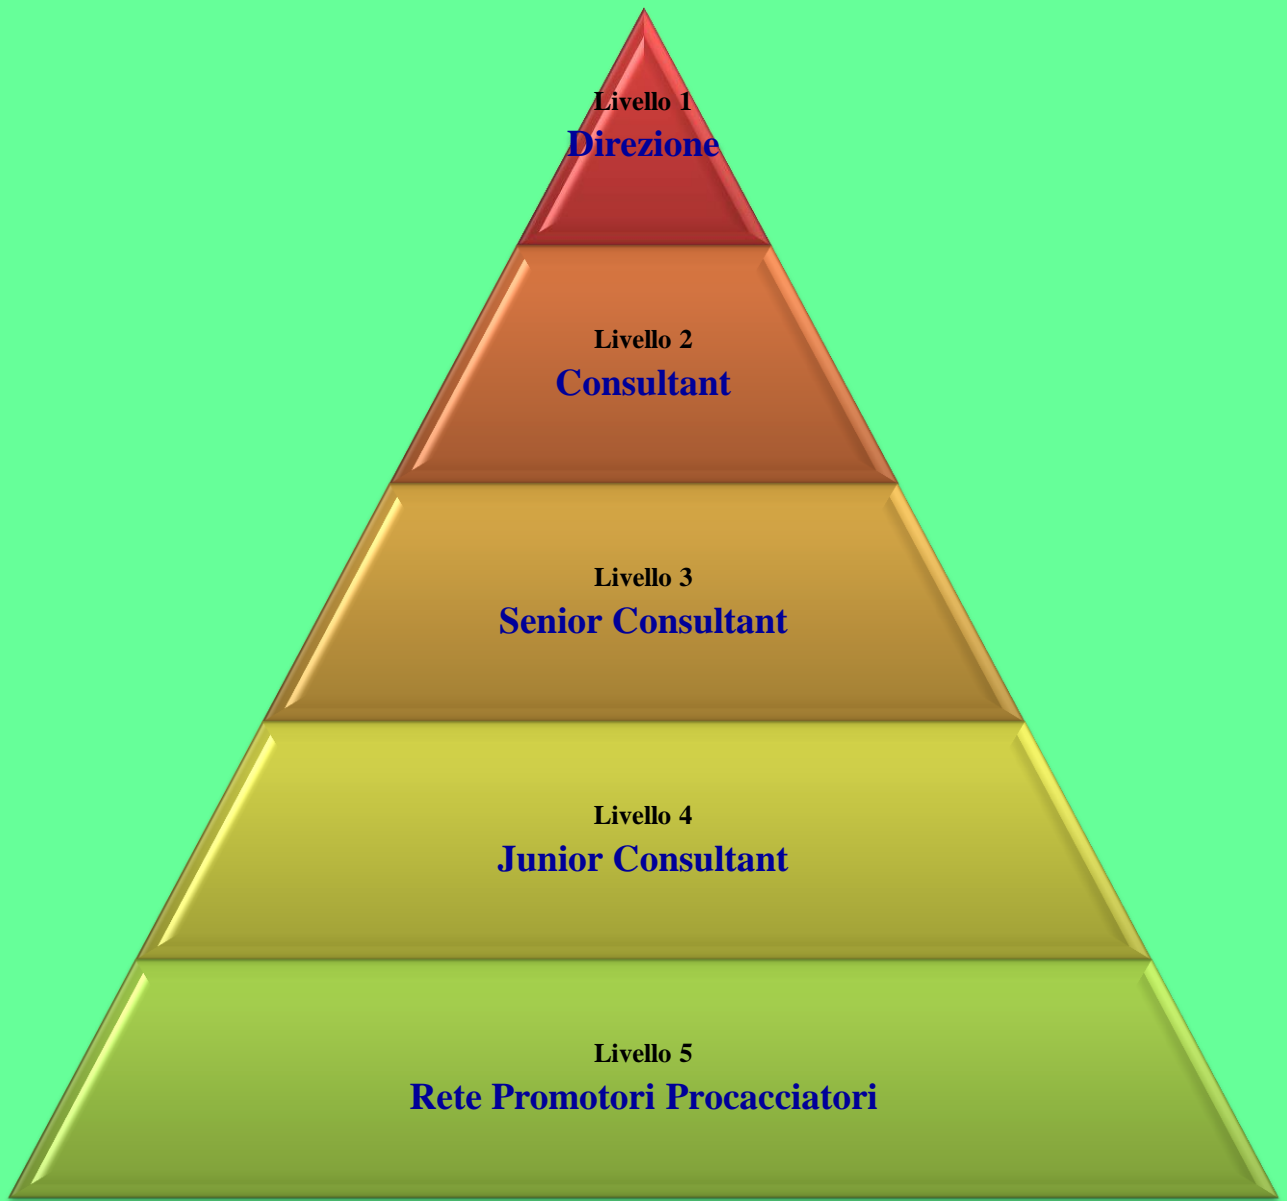 Livello 1
Direzione
Livello 2
Consultant
Livello 3
Senior Consultant
Livello 4
Junior Consultant
Livello 5
Rete Promotori Procacciatori